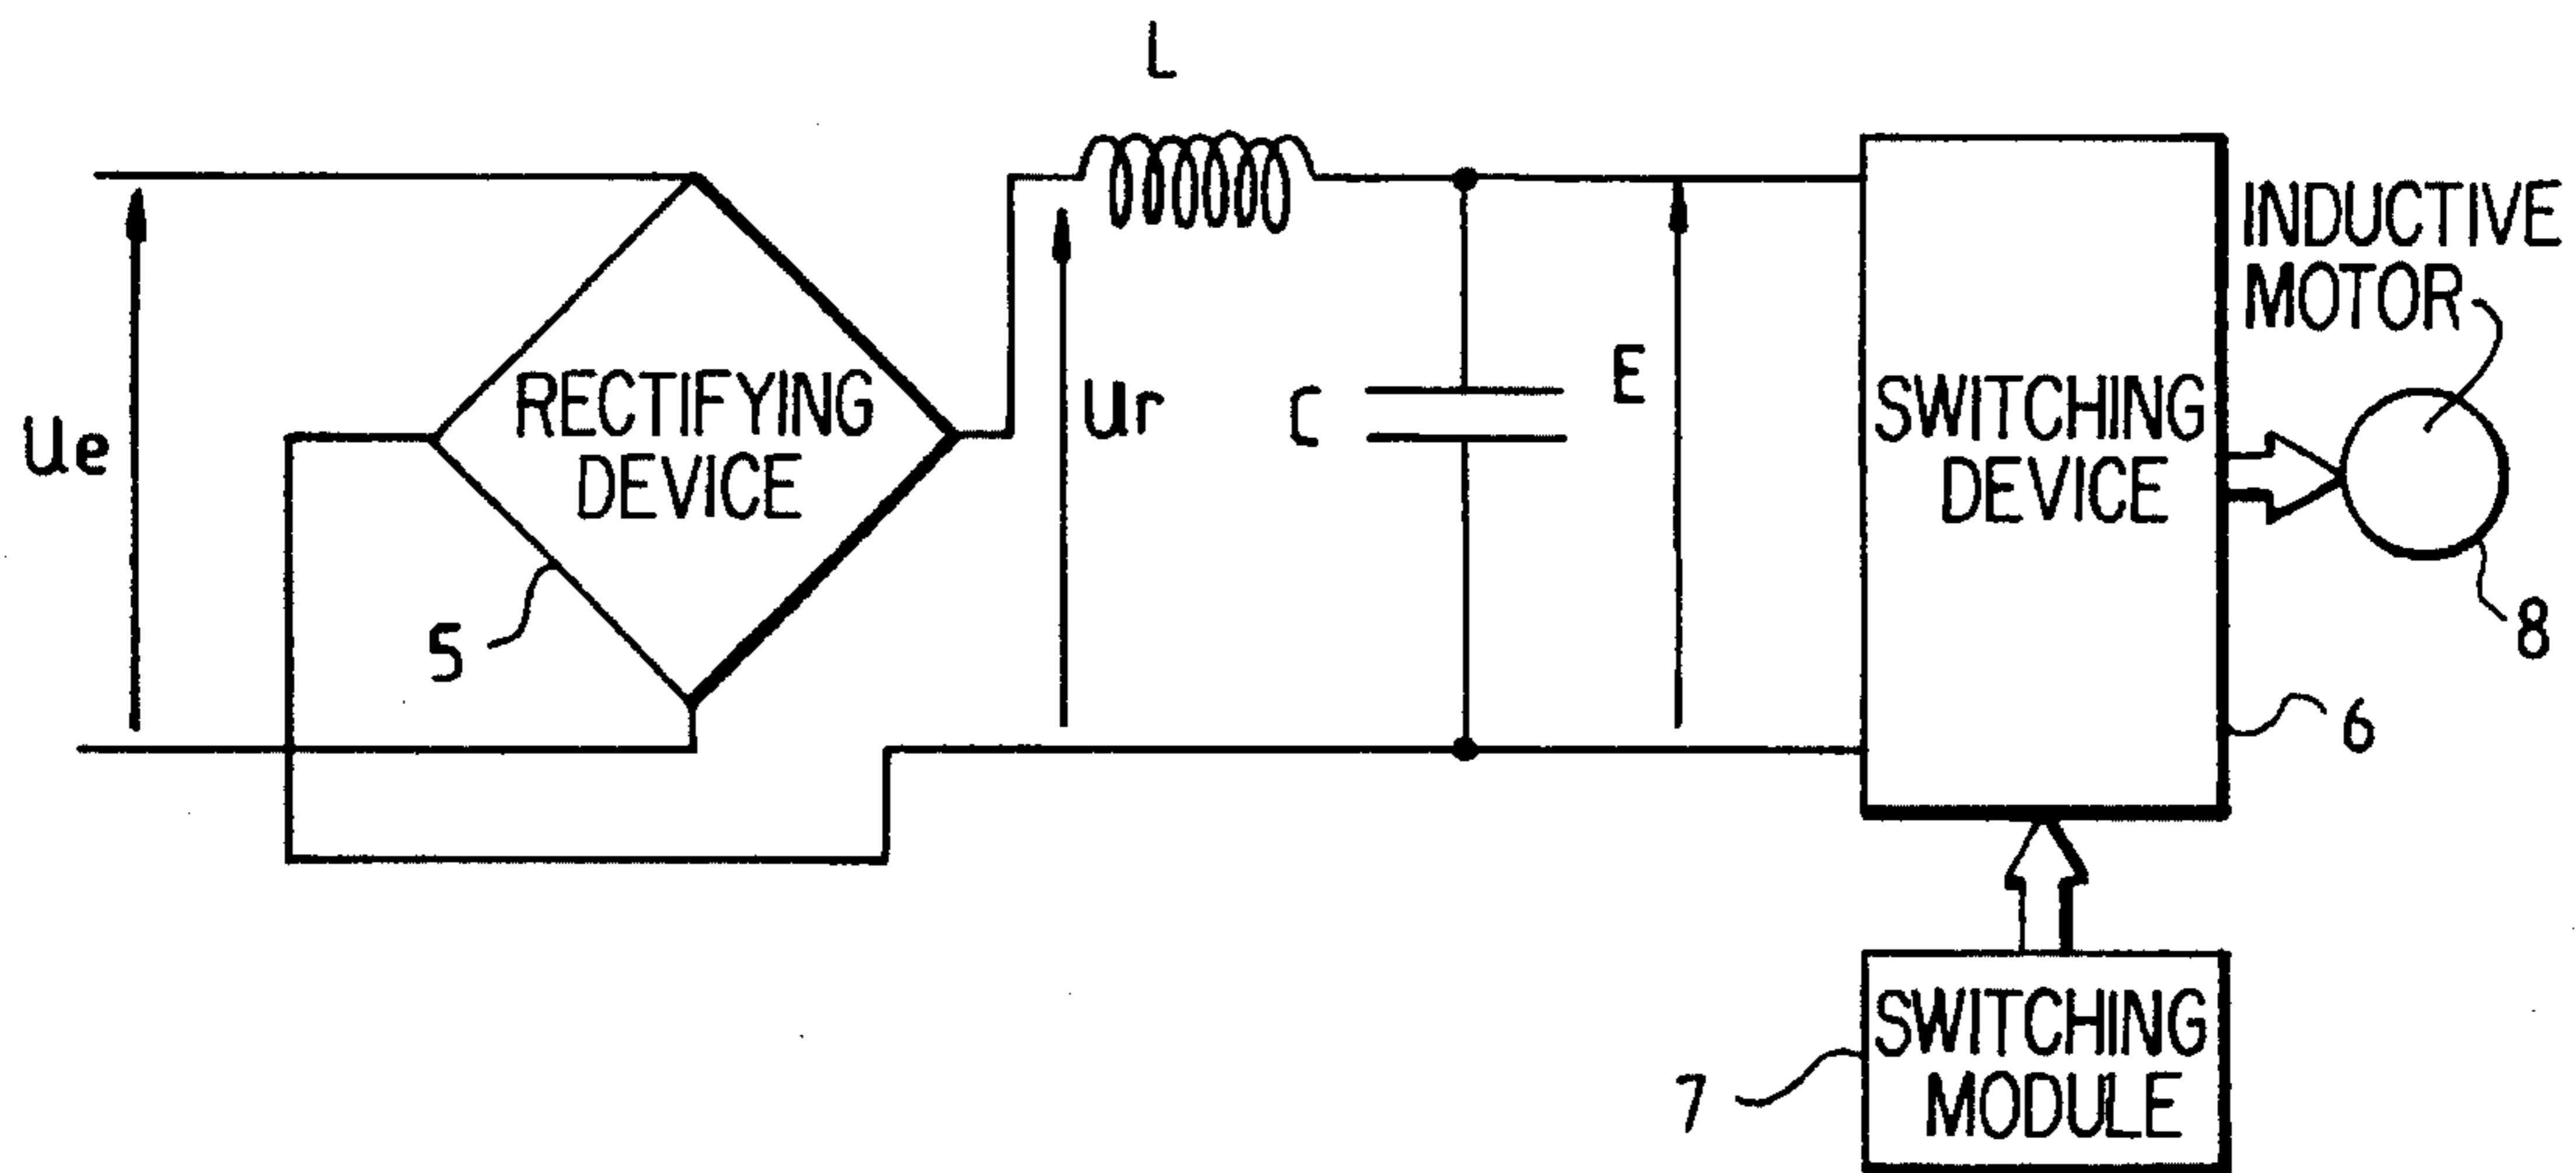 L
Ue
RECTIFYING
DEVICE
5
Ur
C
E
SWITCHING
DEVICE
INDUCTIVE
MOTOR
8
6
7
SWITCHING
MODULE